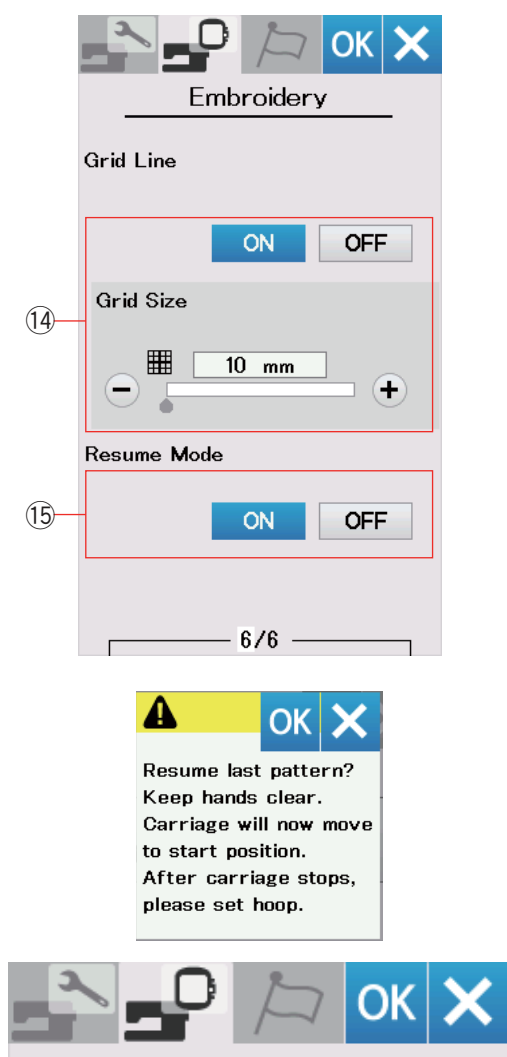 OK X
Embroidery
Grid Line
ON OFF
Grid Size
⑭
10 mm
− +
Resume Mode
⑮
ON OFF
6/6
OK X
Resume last pattern?
Keep hands clear.
Carriage will now move
to start position.
After carriage stops,
please set hoop.
OK X